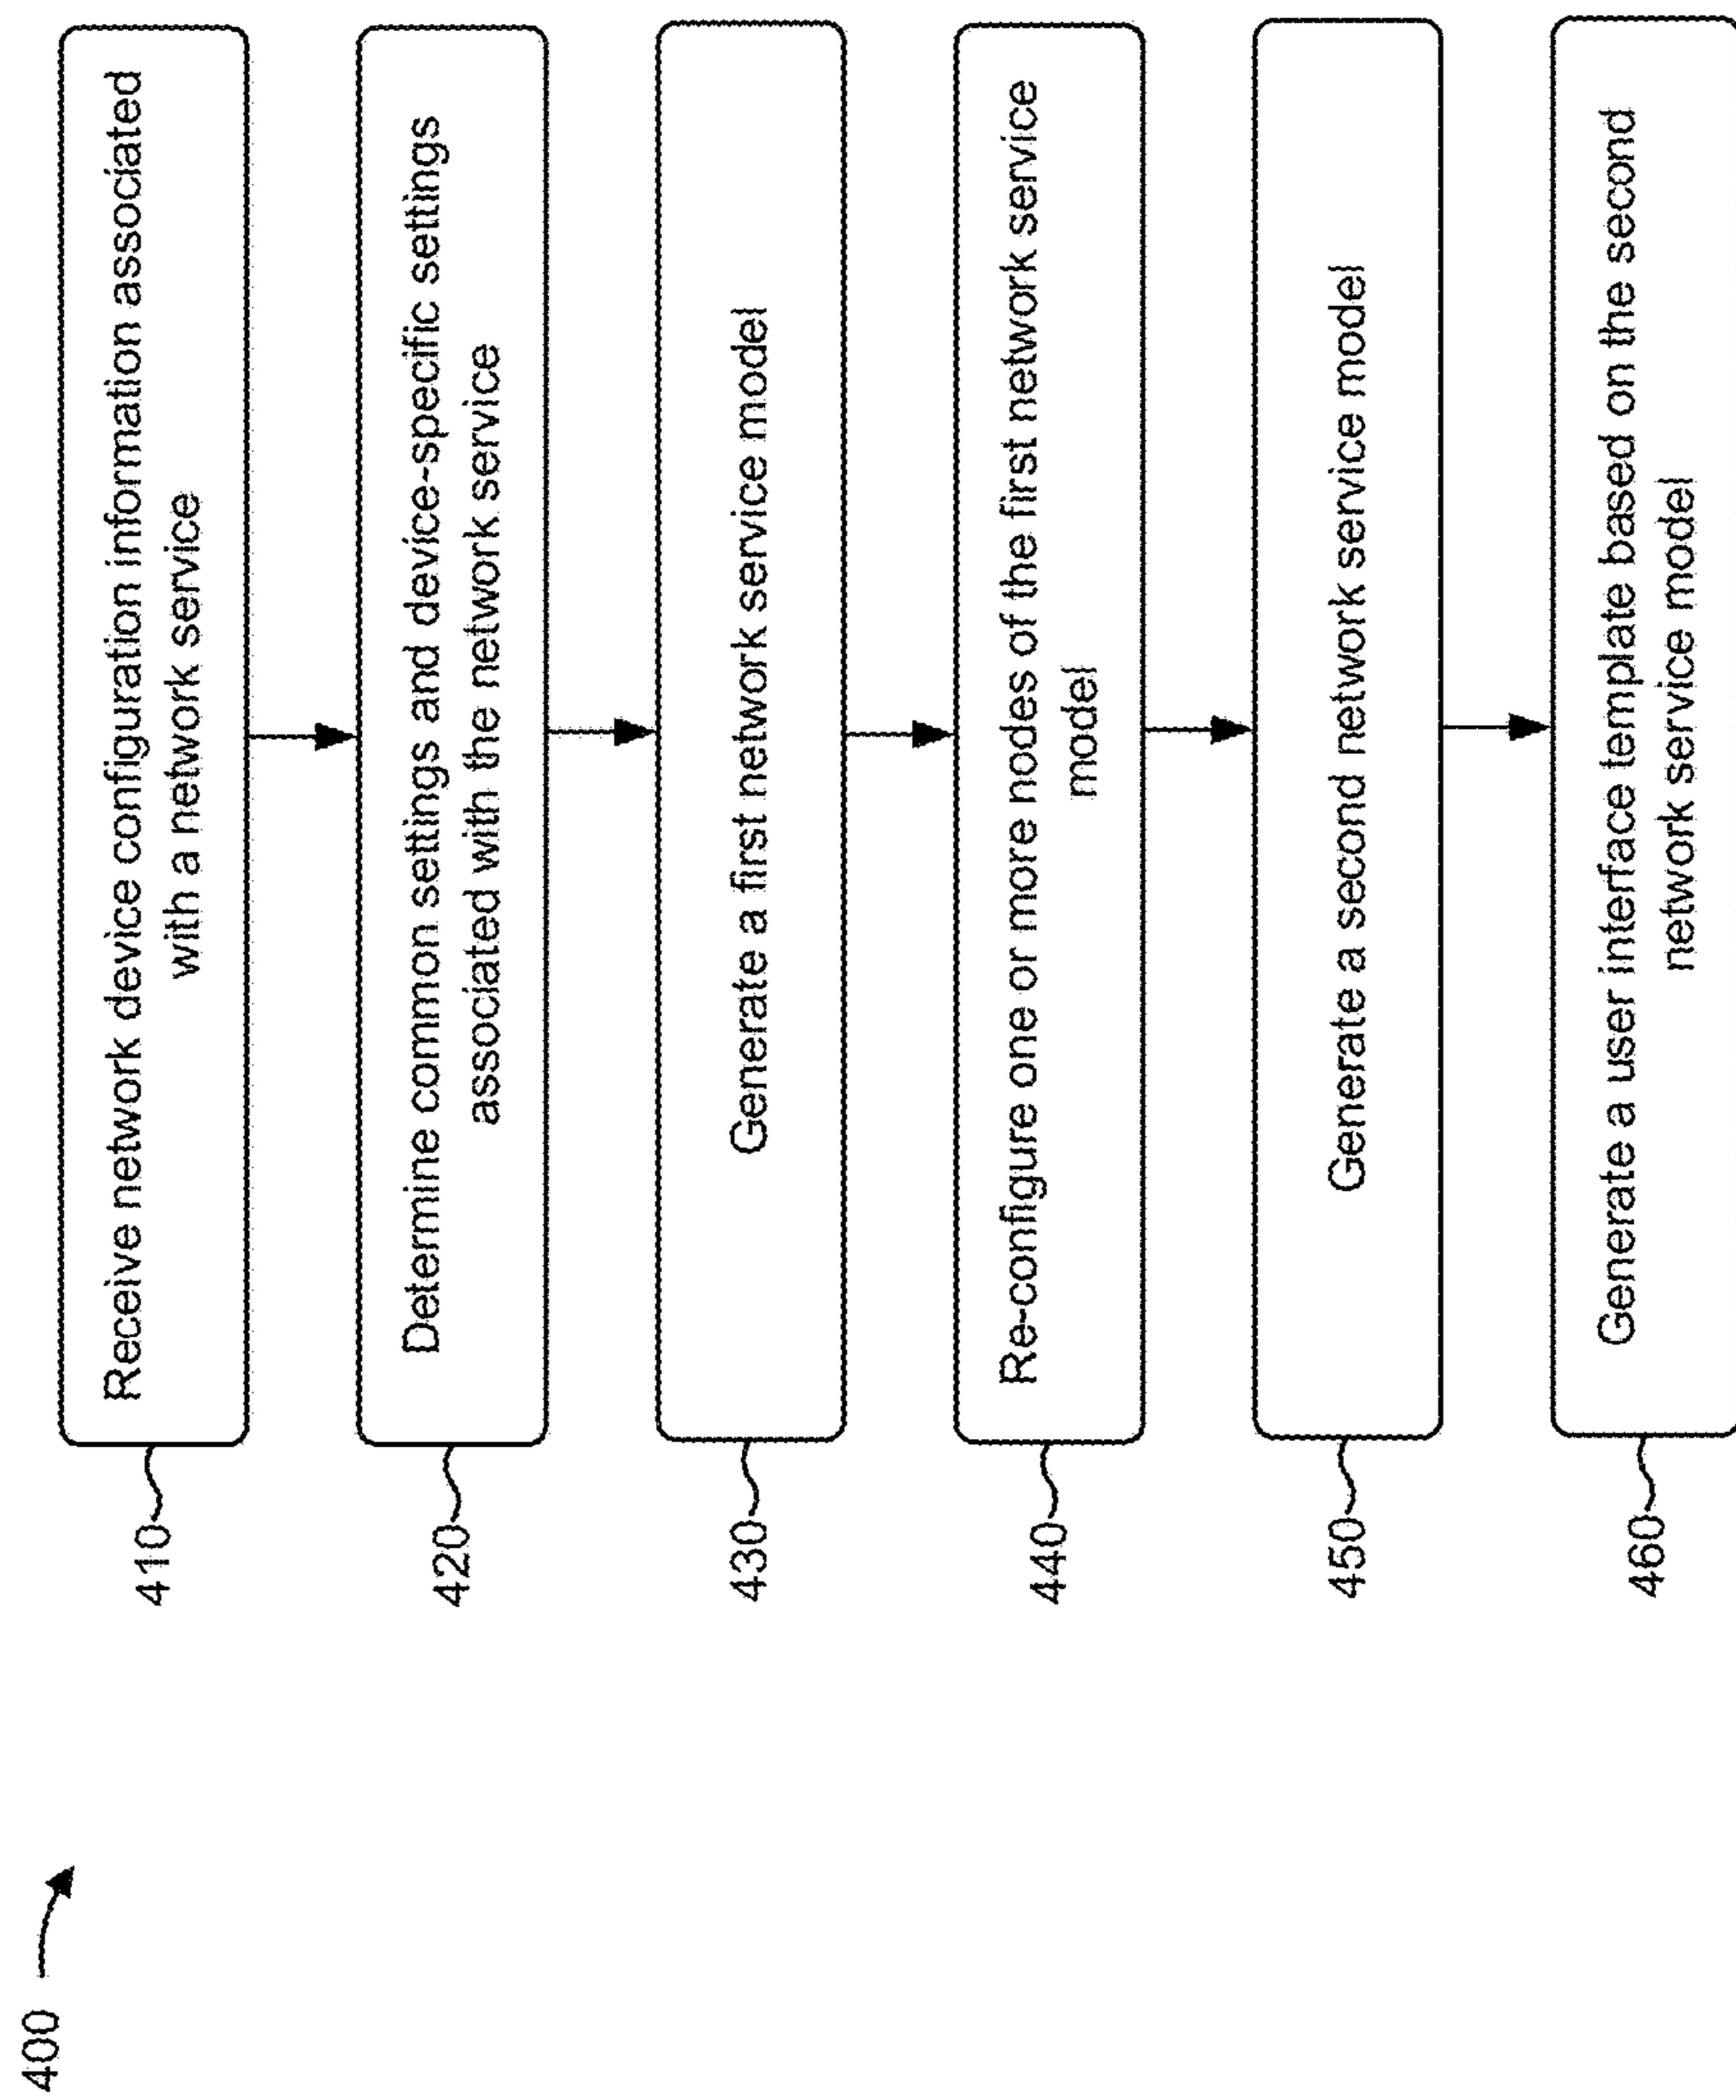 400
410
Receive network device configuration information associated
with a network service
420
Determine common settings and device-specific settings
associated with the network service
430
Generate a first network service model
440
Re-configure one or more nodes of the first network service
model
450
Generate a second network service model
460
Generate a user interface template based on the second
network service model